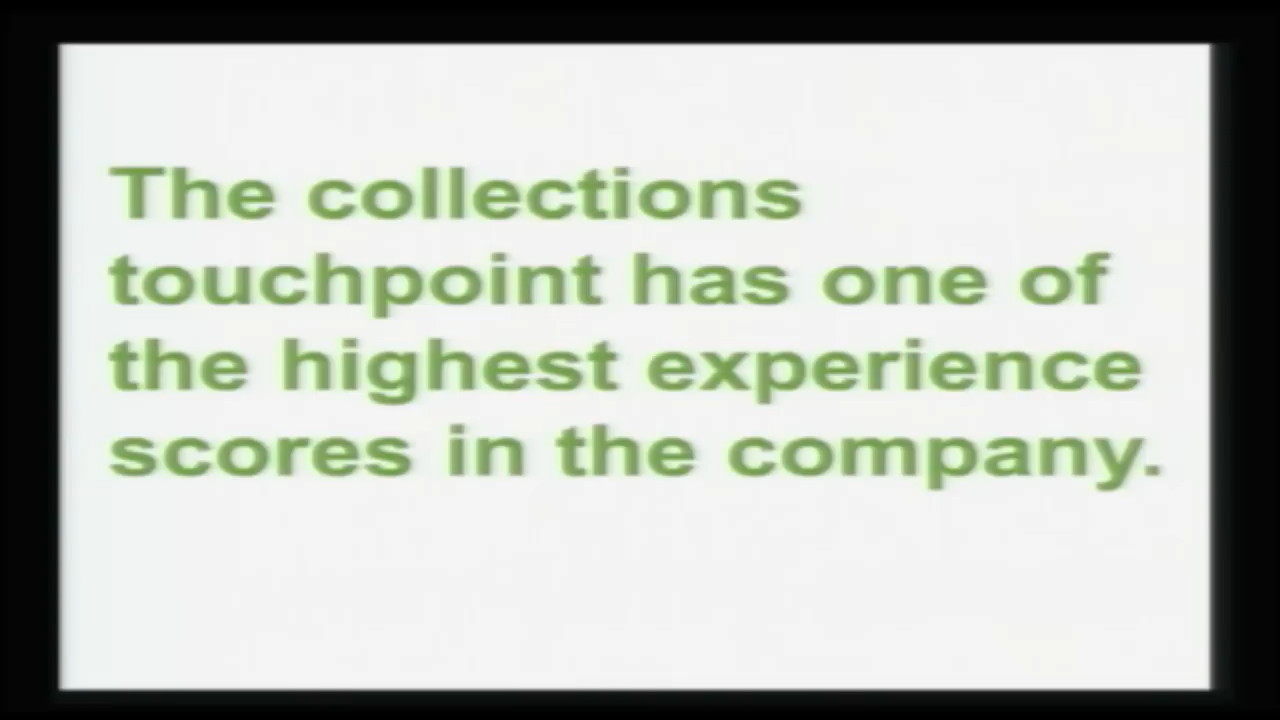 The collections
touchpoint has one of
the highest experience
scores in the company.